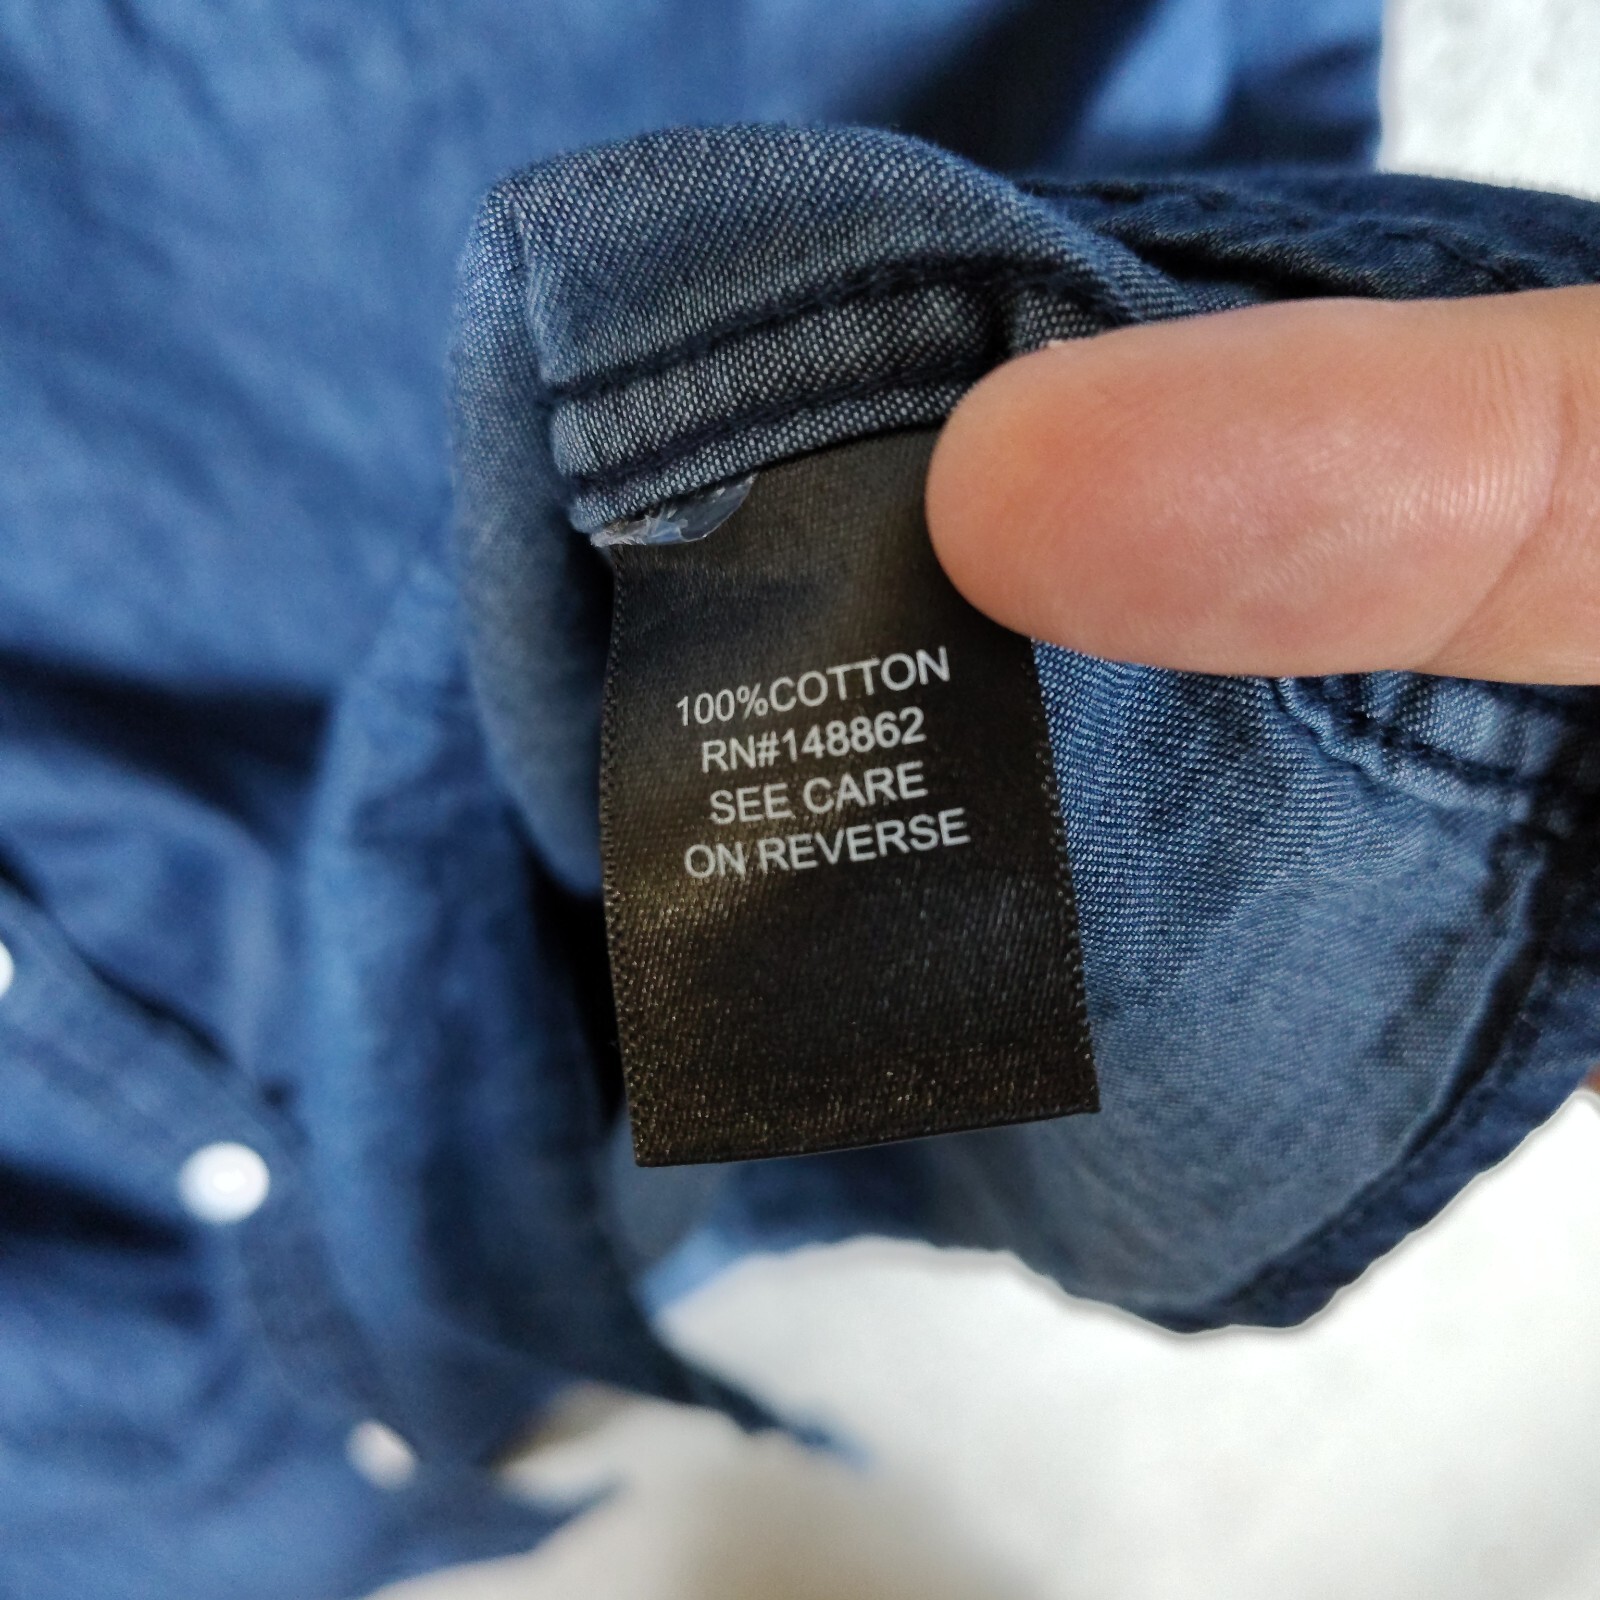 100%COTTON
RN#148862
SEE CARE
ON REVERSE